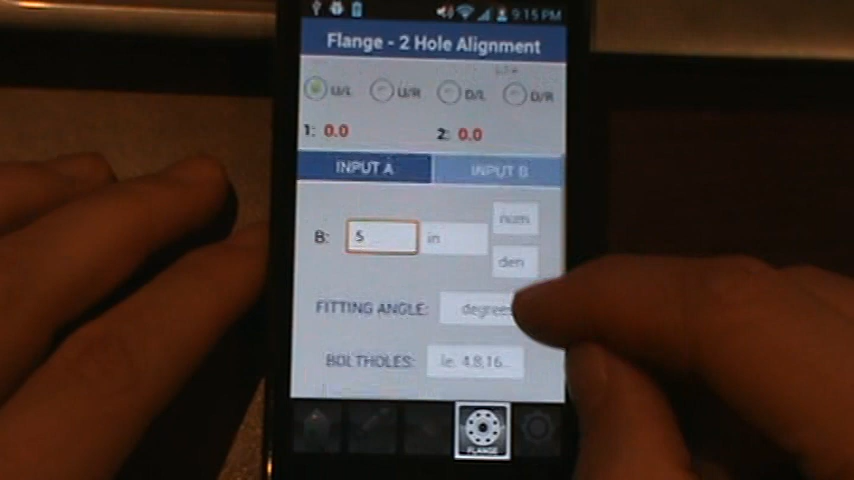 9:15 PM
Flange - 2 Hole Alignment
U/L U/R D/L D/R
1: 0.0 2: 0.0
INPUT A INPUT B
B: 5 in num
den
FITTING ANGLE: degrees
BOLTHOLES: ie. 4,8,16..
FLANGE